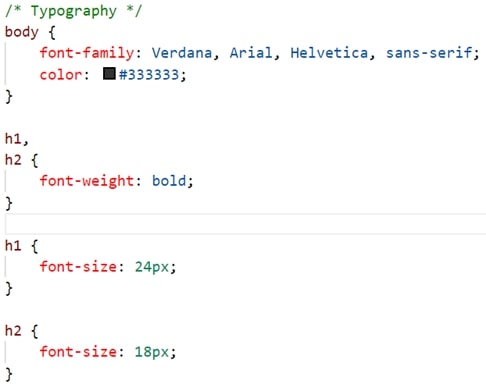 /* Typography */
body {
    font-family: Verdana, Arial, Helvetica, sans-serif;
    color: #333333;
}

h1,
h2 {
    font-weight: bold;
}

h1 {
    font-size: 24px;
}

h2 {
    font-size: 18px;
}